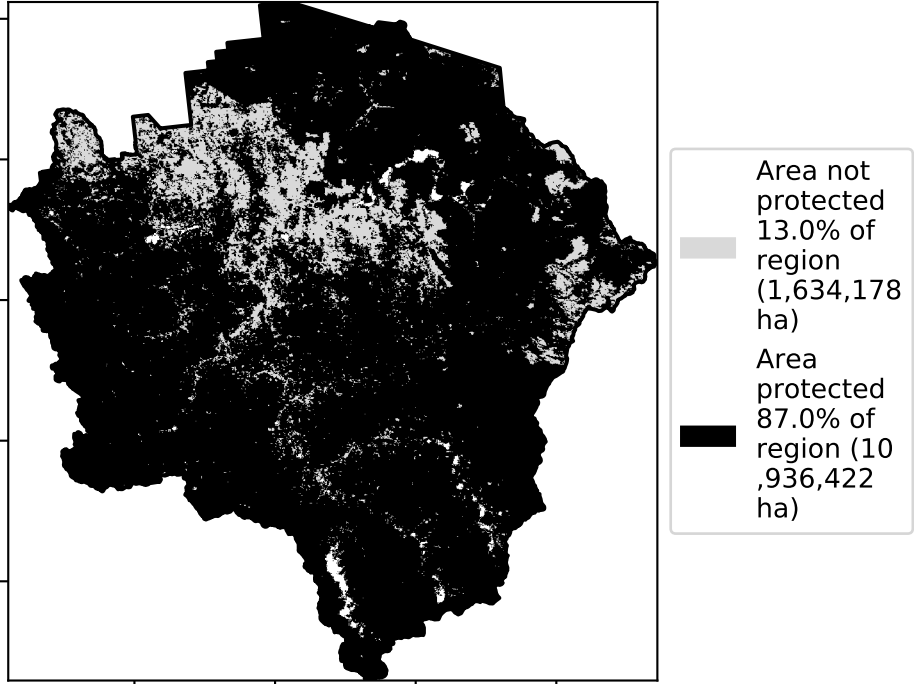 Area not
protected
13.0% of
region
(1,634,178
ha)
Area
protected
87.0% of
region (10
,936,422
ha)